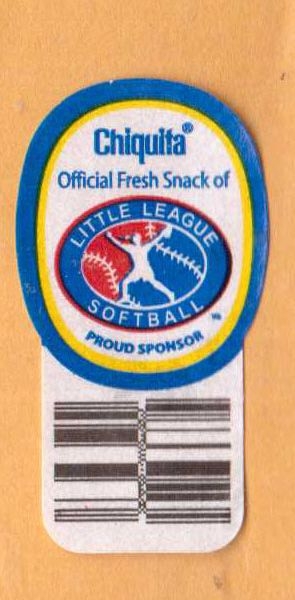 Chiquita®
Official Fresh Snack of
LITTLE LEAGUE
SOFTBALL
PROUD SPONSOR